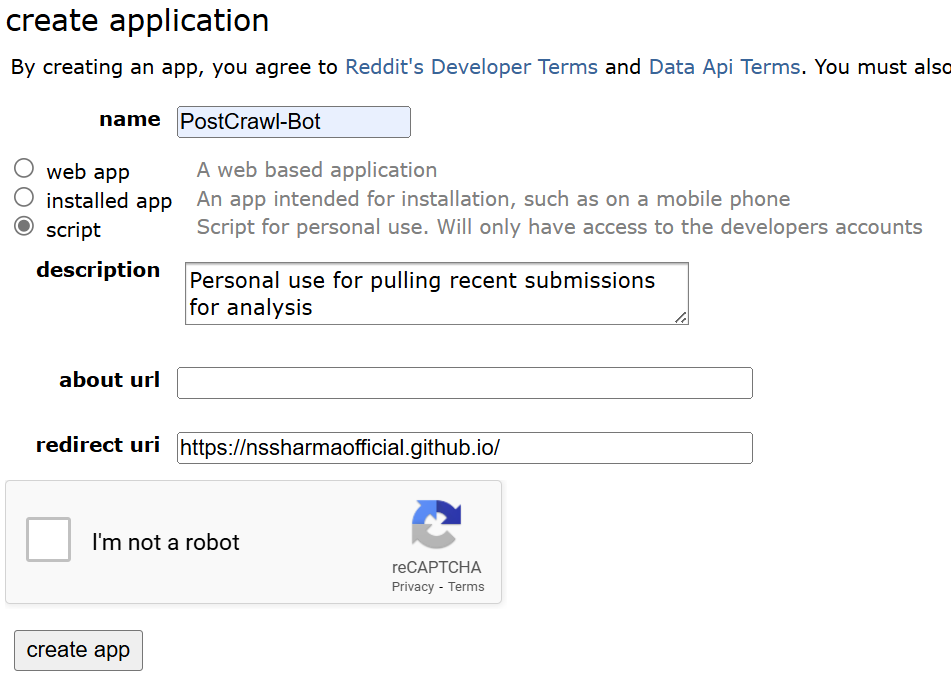 create application
By creating an app, you agree to Reddit's Developer Terms and Data Api Terms. You must also
name PostCrawl-Bot
web app A web based application
installed app An app intended for installation, such as on a mobile phone
script Script for personal use. Will only have access to the developers accounts
description Personal use for pulling recent submissions
for analysis
about url
redirect uri https://nssharmaofficial.github.io/
I'm not a robot
reCAPTCHA
Privacy - Terms
create app